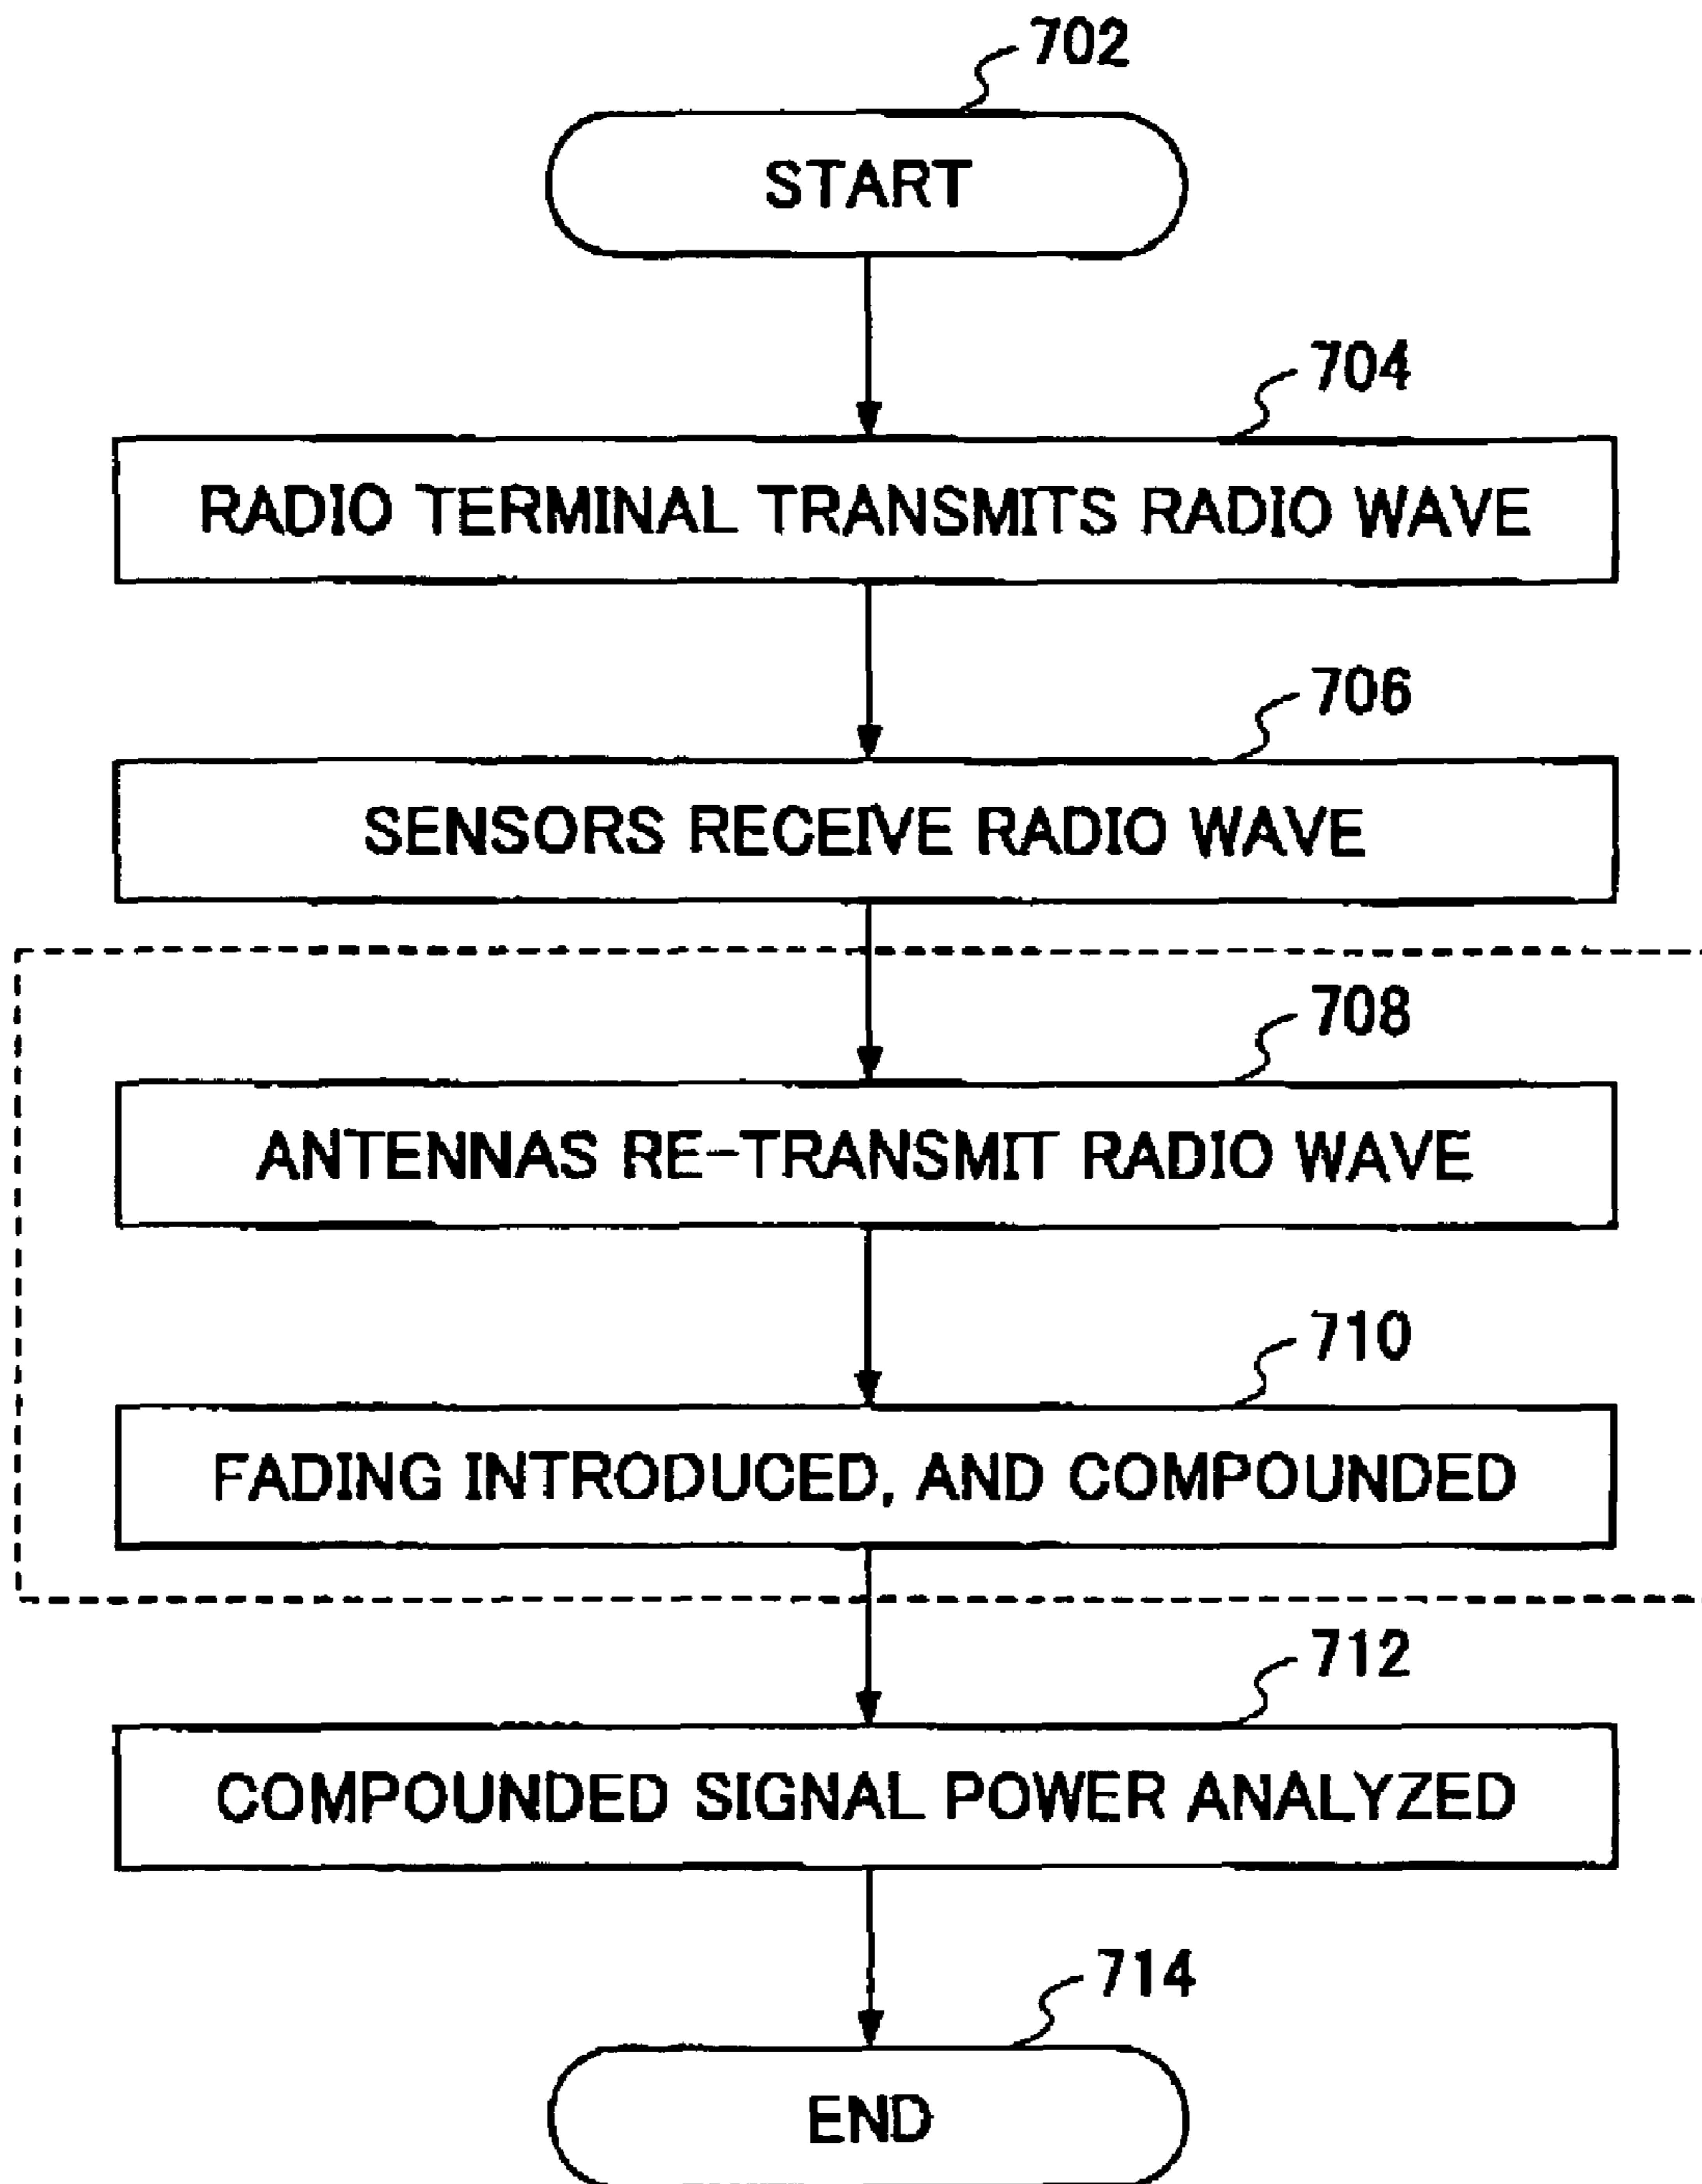 702
START
704
RADIO TERMINAL TRANSMITS RADIO WAVE
706
SENSORS RECEIVE RADIO WAVE
708
ANTENNAS RE-TRANSMIT RADIO WAVE
710
FADING INTRODUCED, AND COMPOUNDED
712
COMPOUNDED SIGNAL POWER ANALYZED
714
END